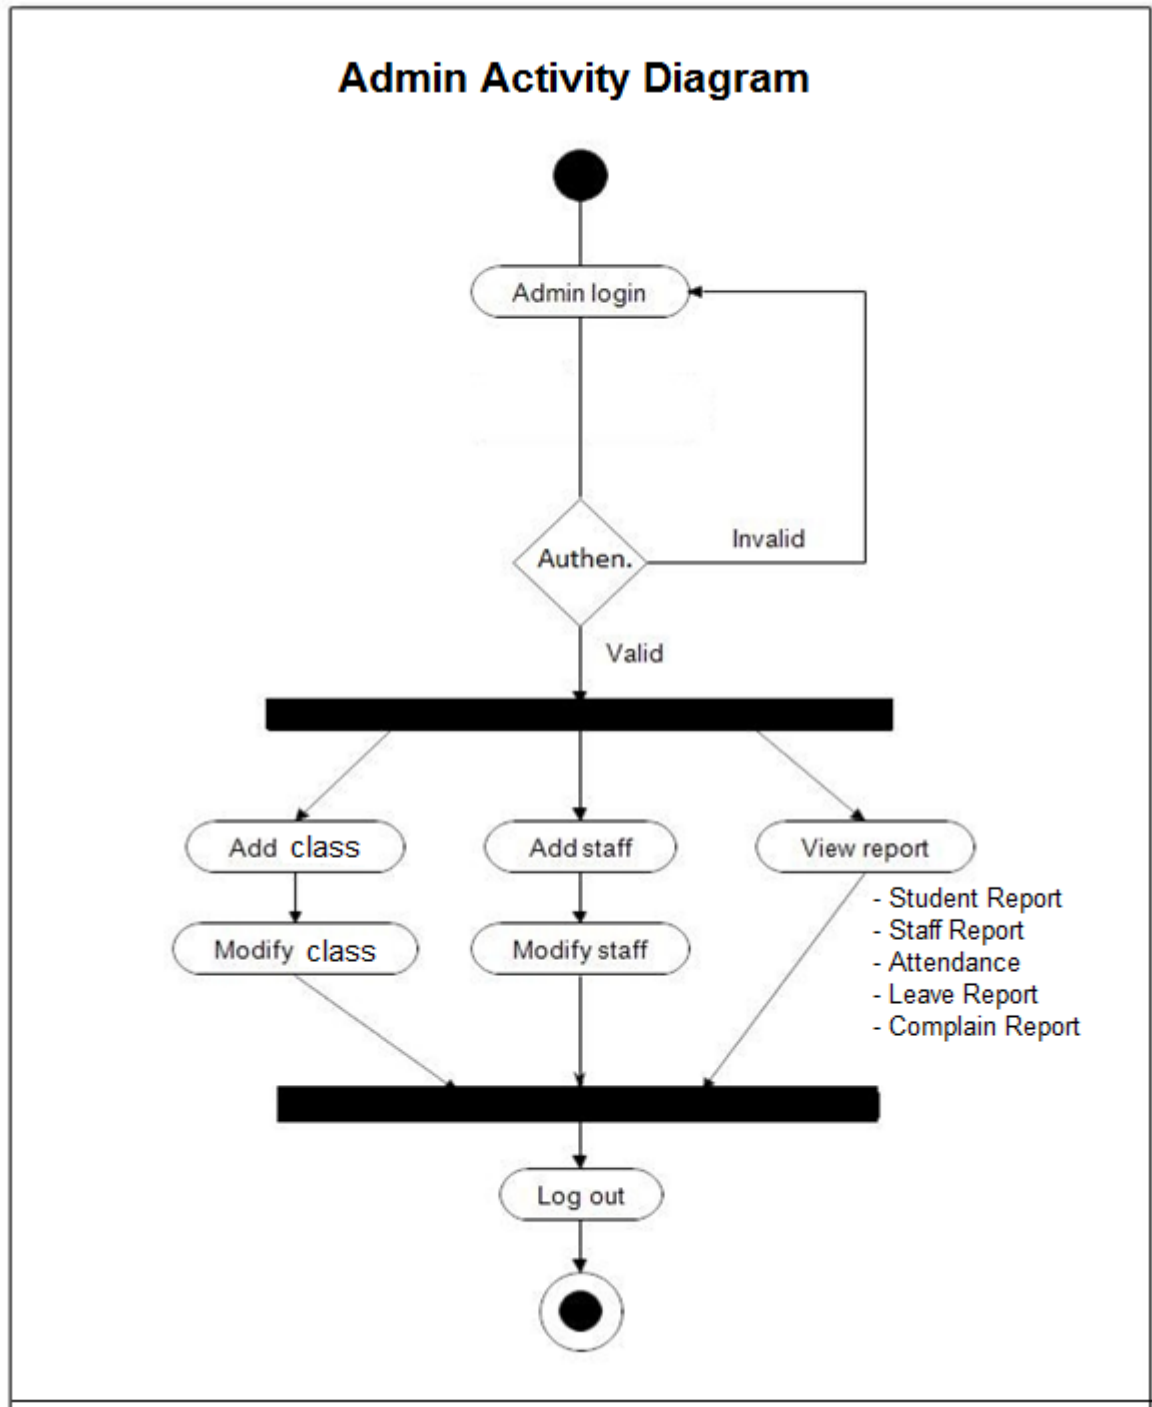 Admin Activity Diagram
Admin login
Invalid
Authen.
Valid
Add class
Add staff
View report
- Student Report
- Staff Report
- Attendance
- Leave Report
- Complain Report
Modify class
Modify staff
Log out